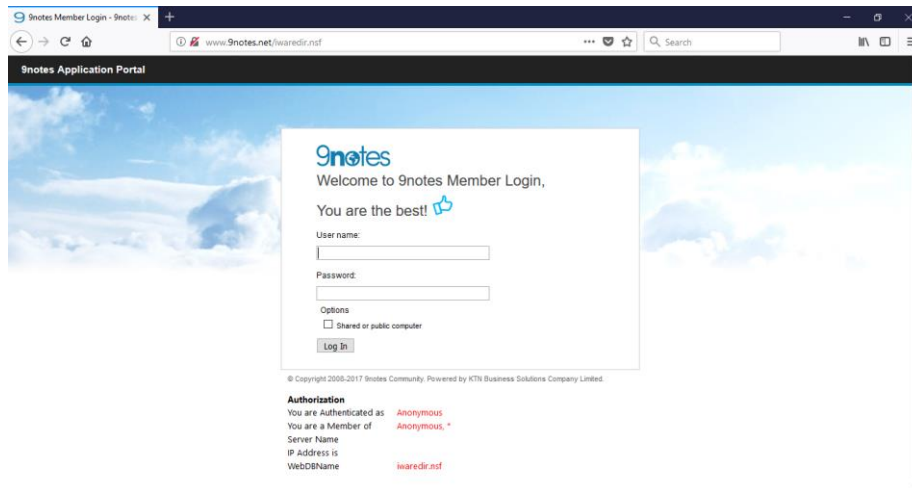 9notes Member Login - 9notes
www.9notes.net/iwaredir.nsf
Search
9notes Application Portal
9notes
Welcome to 9notes Member Login,
You are the best!
User name:
Password:
Options
Shared or public computer
Log In
© Copyright 2008-2017 9notes Community. Powered by KTN Business Solutions Company Limited.
Authorization
You are Authenticated as Anonymous
You are a Member of Anonymous, *
Server Name
IP Address is
WebDBName iwaredir.nsf